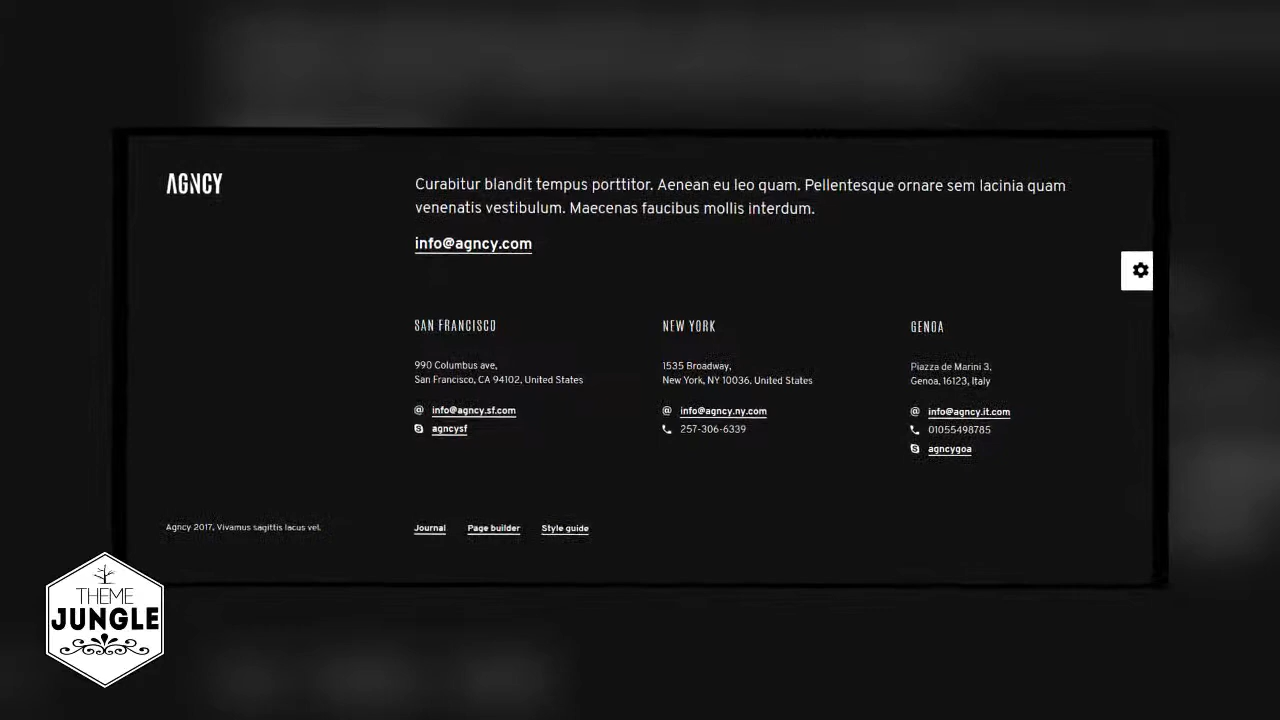 AGNCY
Curabitur blandit tempus porttitor. Aenean eu leo quam. Pellentesque ornare sem lacinia quam
venenatis vestibulum. Maecenas faucibus mollis interdum.
info@agncy.com
SAN FRANCISCO
990 Columbus ave,
San Francisco, CA 94102, United States
@ info@agncy.sf.com
agncysf
NEW YORK
1535 Broadway,
New York, NY 10036, United States
@ info@agncy.ny.com
257-306-6339
GENOA
Piazza de Marini 3,
Genoa, 16123, Italy
@ info@agncy.it.com
01055498785
agncygoa
Agncy 2017, Vivamus sagittis lacus vel.
Journal Page builder Style guide
THEME
JUNGLE